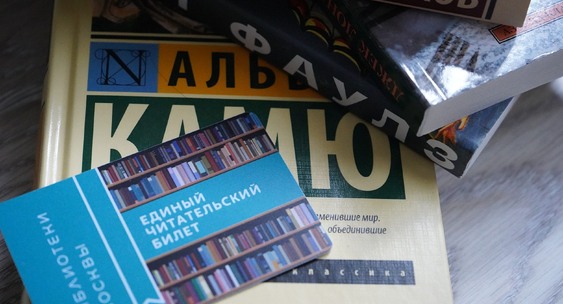 АЛЬБ
КАМЮ
ФАУЛЗ
ЕДИНЫЙ
ЧИТАТЕЛЬСКИЙ
БИЛЕТ
БИБЛИОТЕКИ
МОСКВЫ
изменившие мир.
объединившие
классика